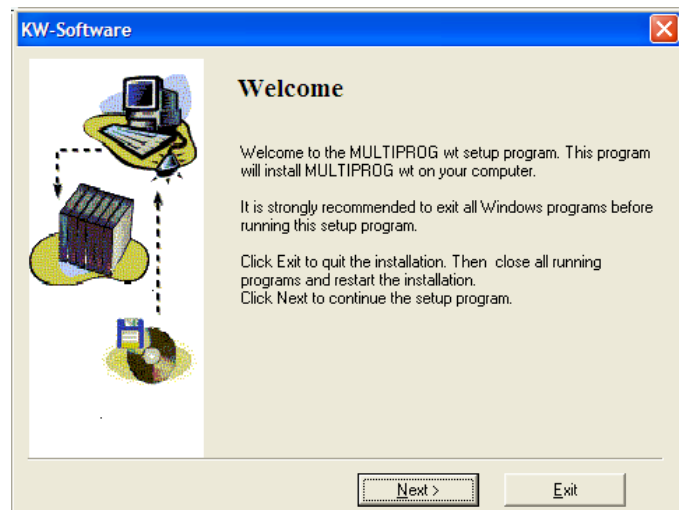 KW-Software
Welcome
Welcome to the MULTIPROG wt setup program. This program
will install MULTIPROG wt on your computer.
It is strongly recommended to exit all Windows programs before
running this setup program.
Click Exit to quit the installation. Then  close all running
programs and restart the installation.
Click Next to continue the setup program.
Next >
Exit